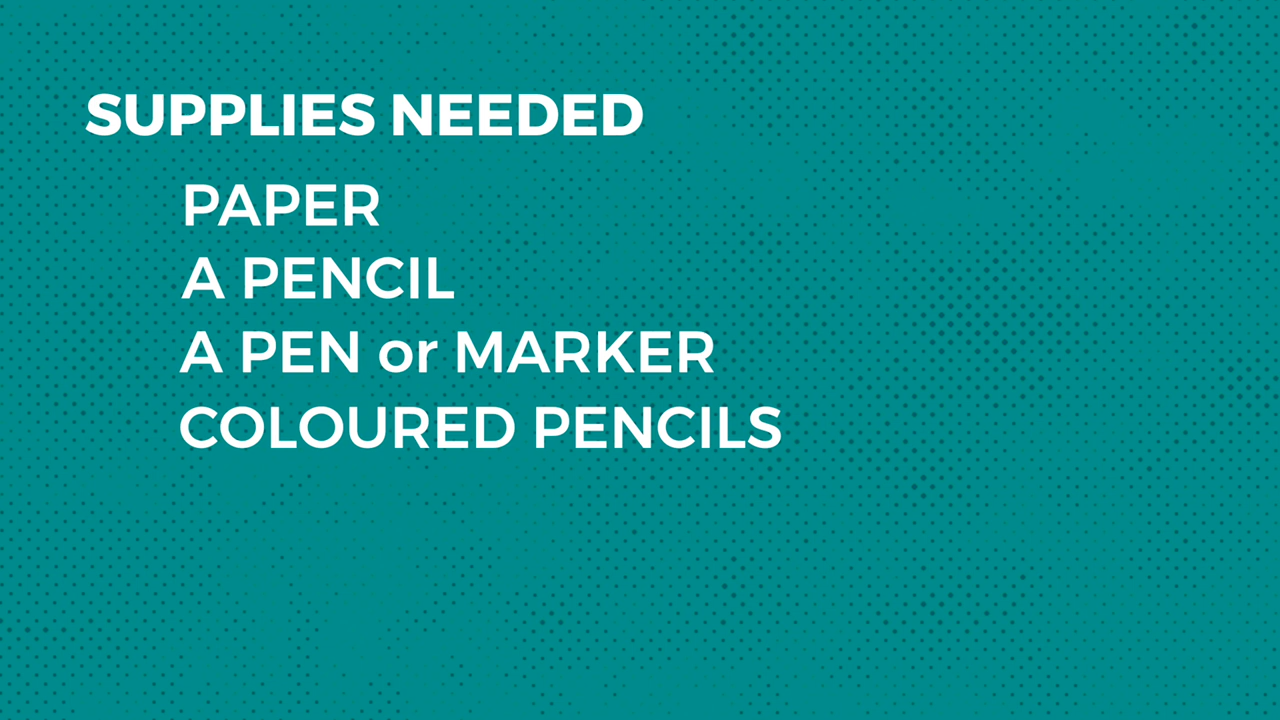 SUPPLIES NEEDED
PAPER
A PENCIL
A PEN or MARKER
COLOURED PENCILS